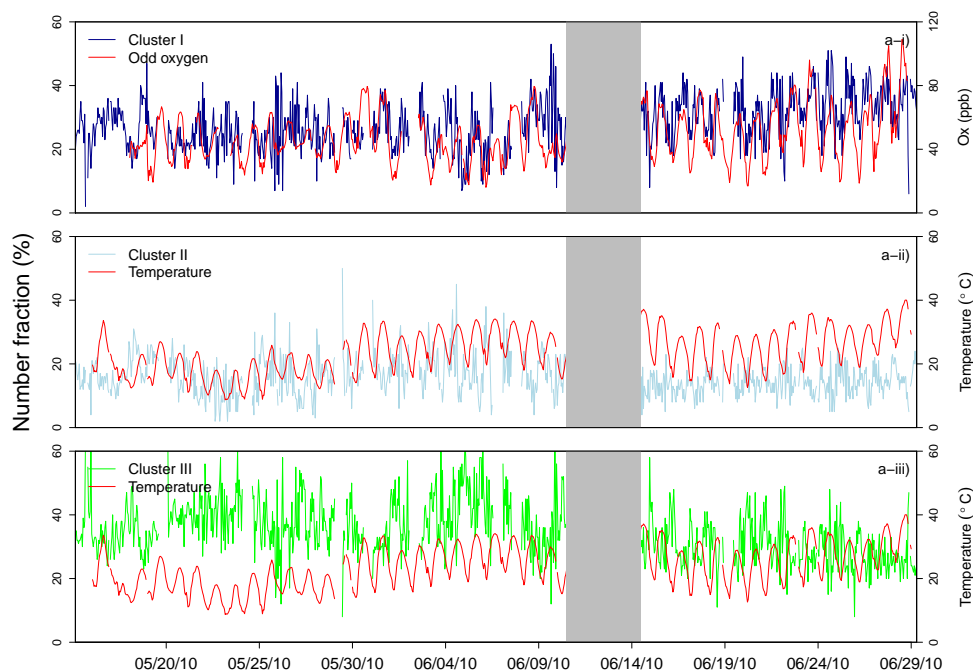 Number fraction (%)
60
40
20
0
Cluster I
Odd oxygen
a−i)
120
80
40
0
Ox (ppb)
60
40
20
0
Cluster II
Temperature
a−ii)
60
40
20
0
Temperature (° C)
60
40
20
0
Cluster III
Temperature
a−iii)
60
40
20
0
Temperature (° C)
05/20/10 05/25/10 05/30/10 06/04/10 06/09/10 06/14/10 06/19/10 06/24/10 06/29/10